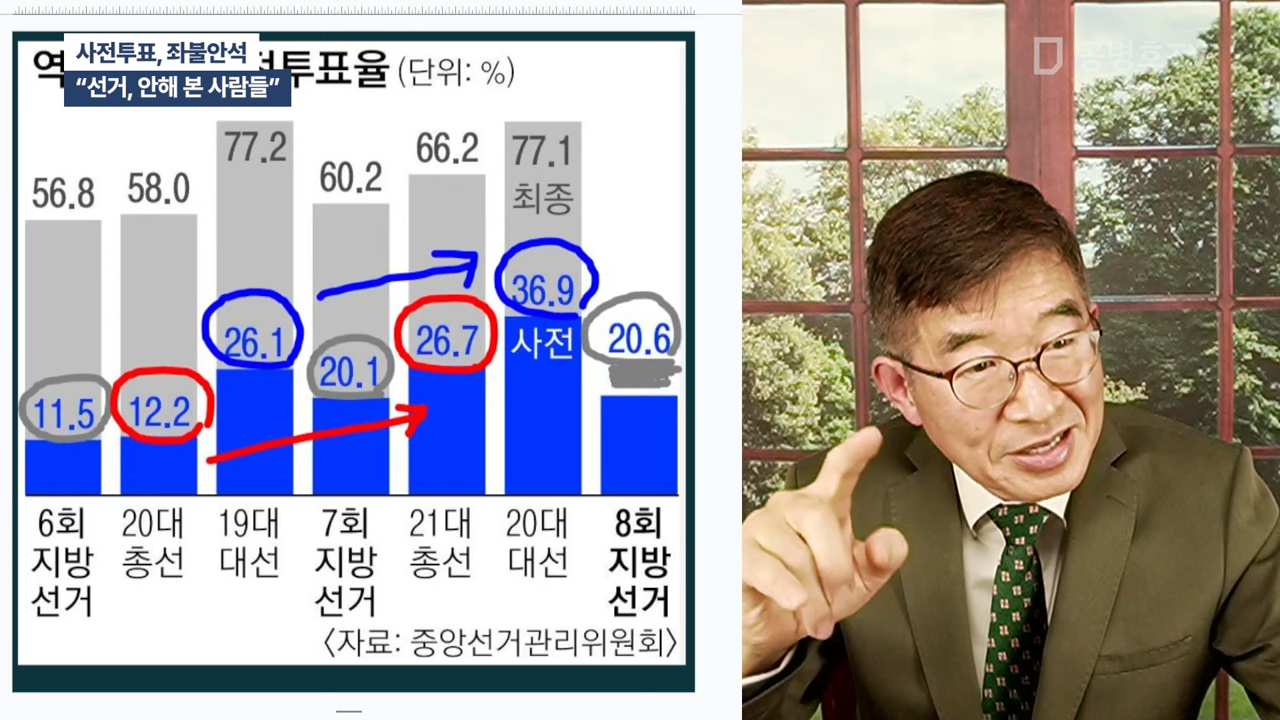 사전투표, 좌불안석
“선거, 안해 본 사람들”
역 전투표율 (단위: %)
56.8 58.0 77.2 60.2 66.2 77.1
최종
11.5 12.2 26.1 20.1 26.7 36.9 20.6
사전
6회 20대 19대 7회 21대 20대 8회
지방 총선 대선 지방 총선 대선 지방
선거 선거 선거
〈자료: 중앙선거관리위원회〉
공병호